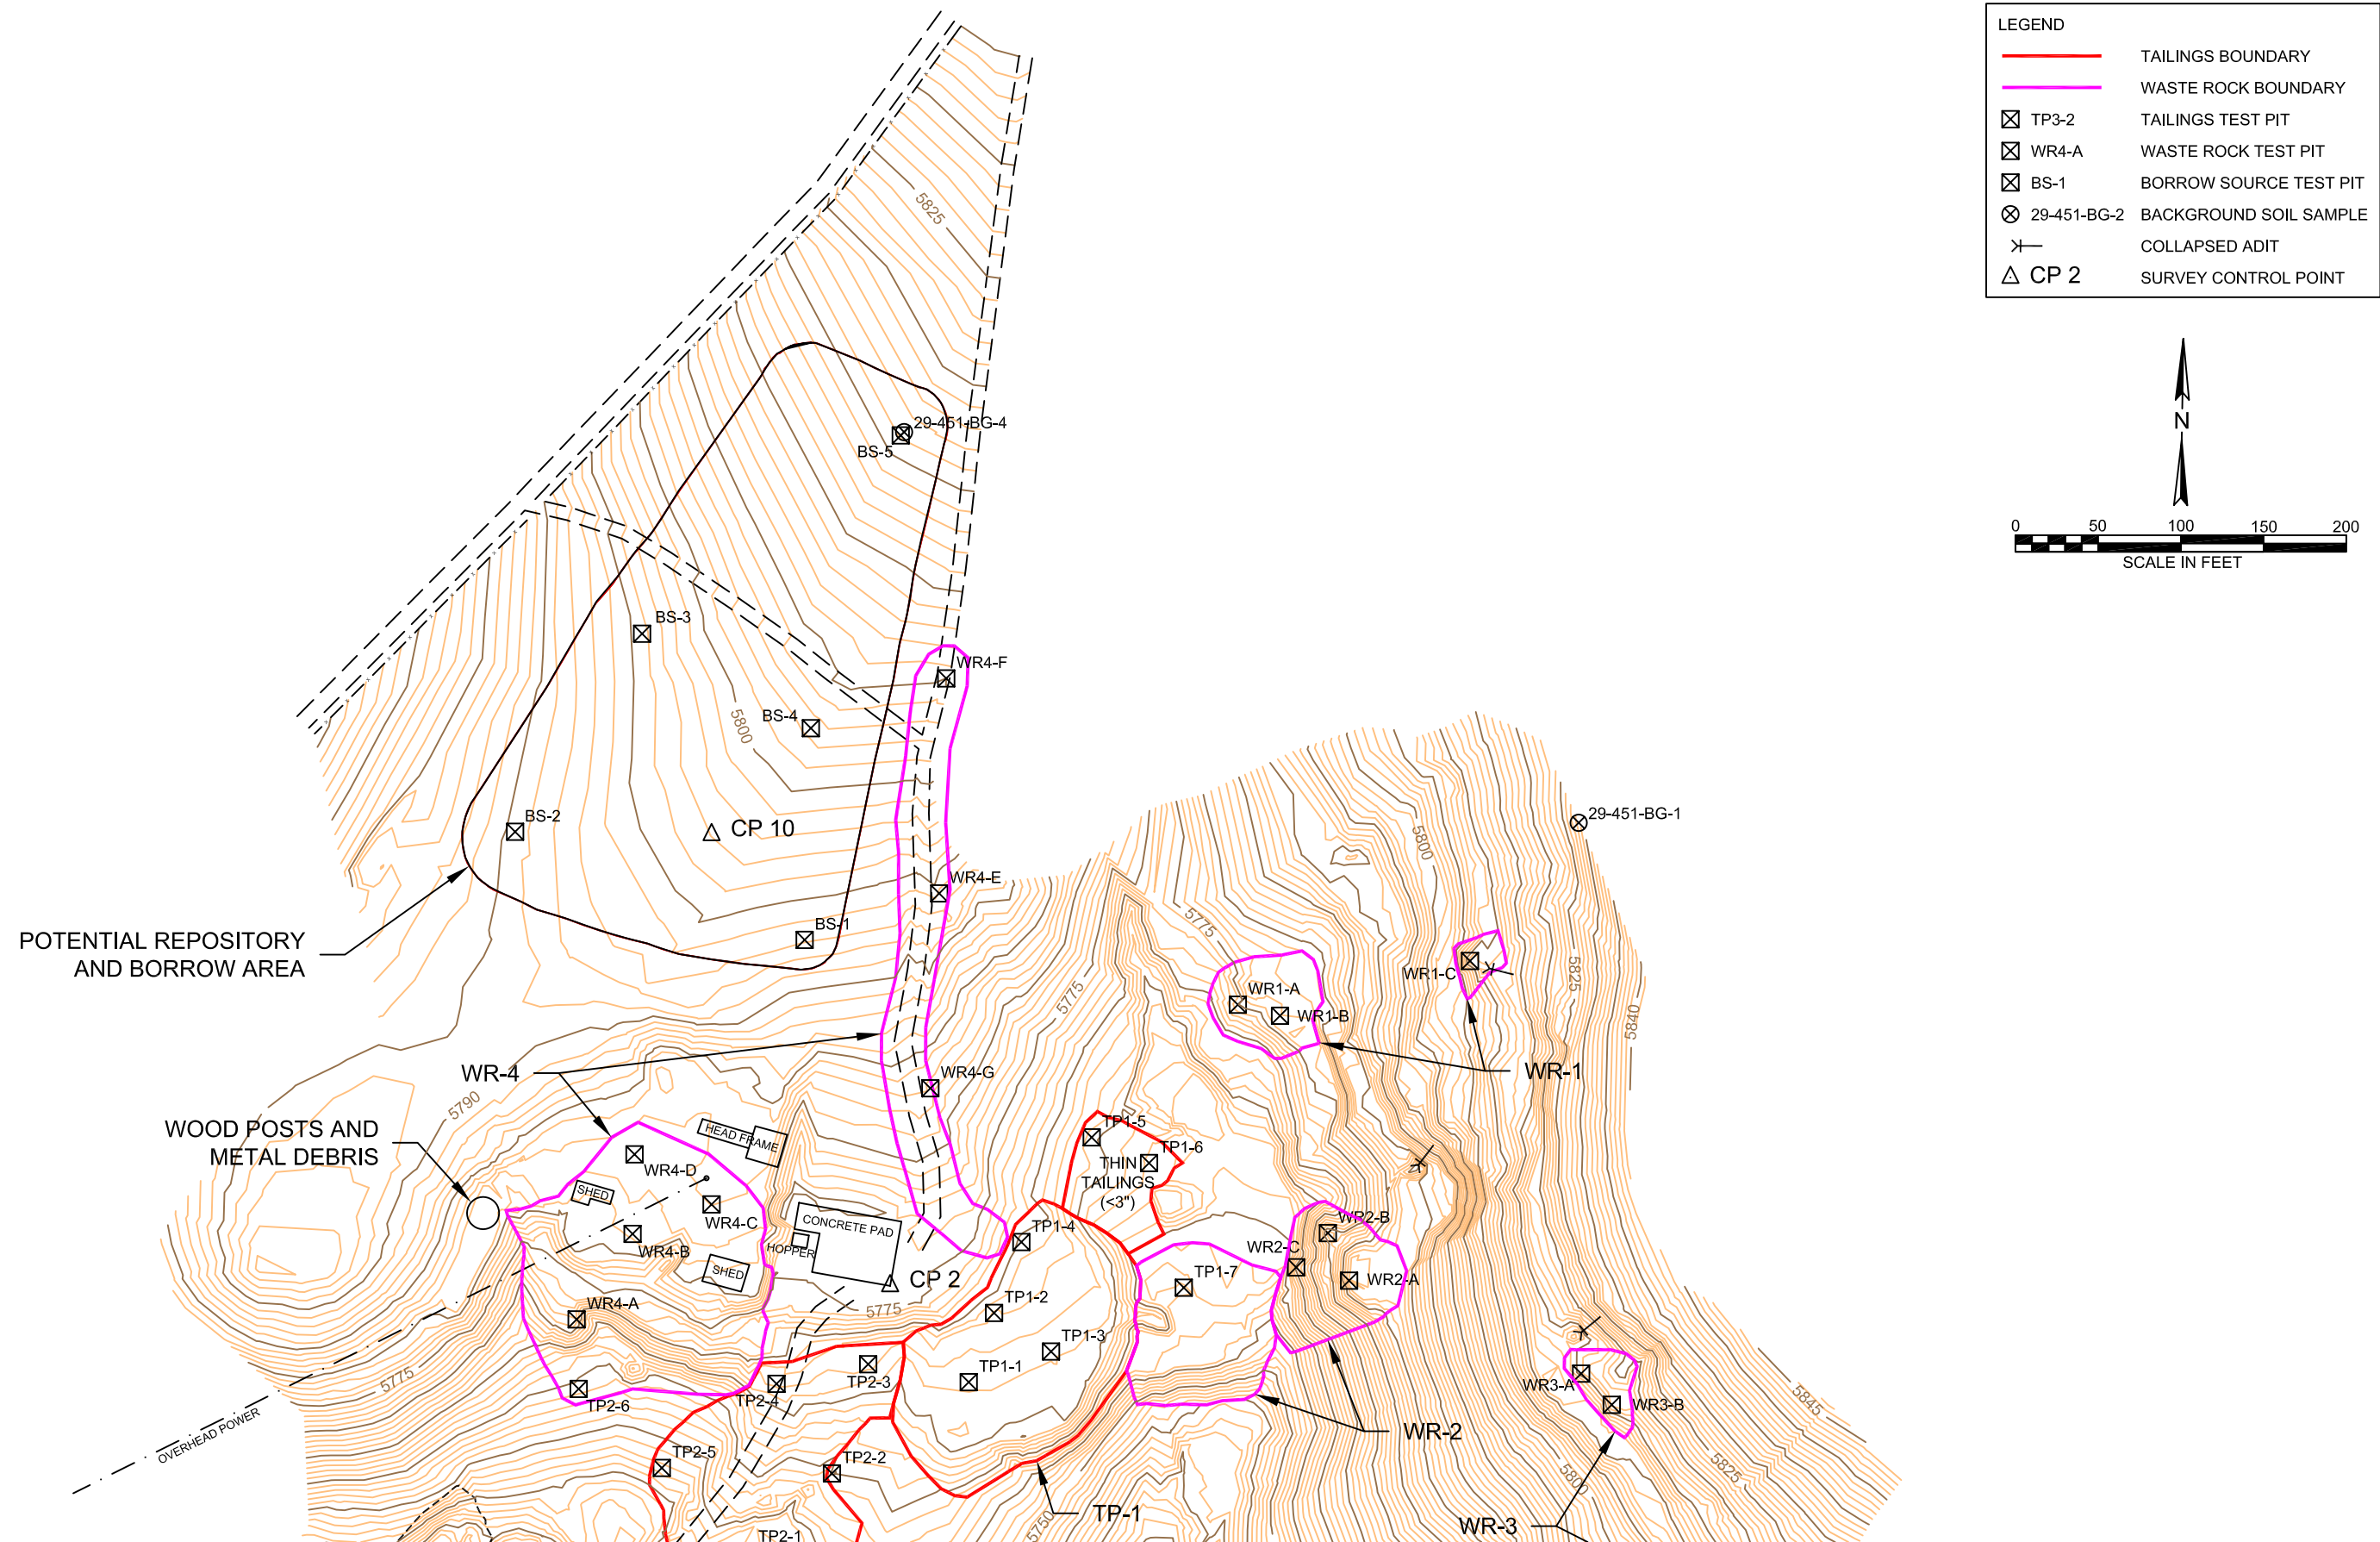 LEGEND
TAILINGS BOUNDARY
WASTE ROCK BOUNDARY
TP3-2 TAILINGS TEST PIT
WR4-A WASTE ROCK TEST PIT
BS-1 BORROW SOURCE TEST PIT
29-451-BG-2 BACKGROUND SOIL SAMPLE
COLLAPSED ADIT
CP 2 SURVEY CONTROL POINT
N
0 50 100 150 200
SCALE IN FEET
5825
29-451-BG-4
BS-5
BS-3
WR4-F
BS-4
5800
BS-2
CP 10
29-451-BG-1
5800
WR4-E
BS-1
5775
POTENTIAL REPOSITORY
AND BORROW AREA
WR1-C
5825
5775
WR1-A
WR1-B
5840
WR-4
WR4-G
WR-1
5790
WOOD POSTS AND
METAL DEBRIS
HEAD FRAME
TP1-5
TP1-6
THIN
TAILINGS
(<3")
WR4-D
SHED
WR4-C
WR4-B
CONCRETE PAD
HOPPER
SHED
TP1-4
WR2-B
WR2-C
CP 2
TP1-7
WR2-A
WR4-A
5775
TP1-2
TP1-3
TP1-1
5775
TP2-3
TP2-4
TP2-6
WR3-A
WR3-B
5845
OVERHEAD POWER
WR-2
TP2-5
TP2-2
5800
5825
TP-1
5750
WR-3
TP2-1